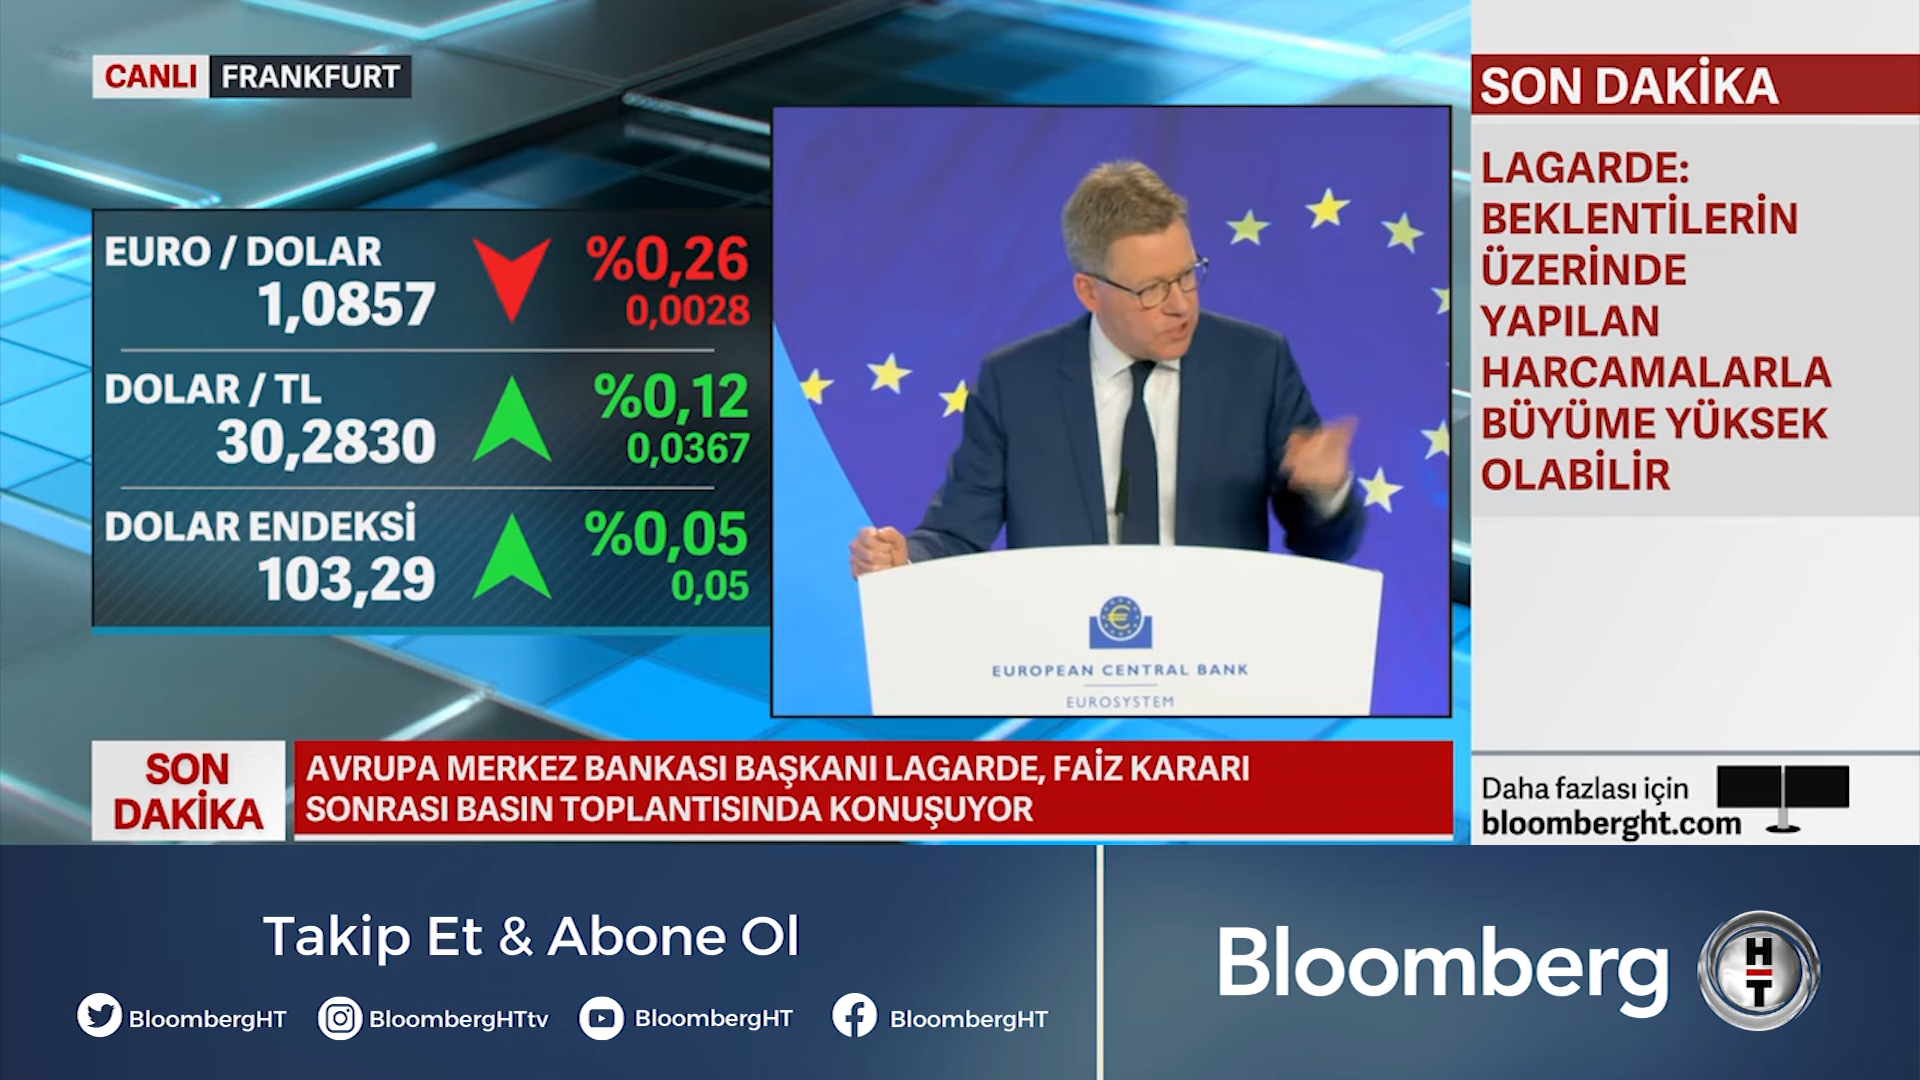 CANLI FRANKFURT
EURO / DOLAR
1,0857
%0,26
0,0028
DOLAR / TL
30,2830
%0,12
0,0367
DOLAR ENDEKSİ
103,29
%0,05
0,05
EUROPEAN CENTRAL BANK
EUROSYSTEM
SON DAKİKA
LAGARDE:
BEKLENTİLERİN
ÜZERİNDE
YAPILAN
HARCAMALARLA
BÜYÜME YÜKSEK
OLABİLİR
Daha fazlası için
bloomberght.com
SON
DAKİKA
AVRUPA MERKEZ BANKASI BAŞKANI LAGARDE, FAİZ KARARI
SONRASI BASIN TOPLANTISINDA KONUŞUYOR
Takip Et & Abone Ol
BloombergHT BloombergHTtv BloombergHT BloombergHT
Bloomberg HT